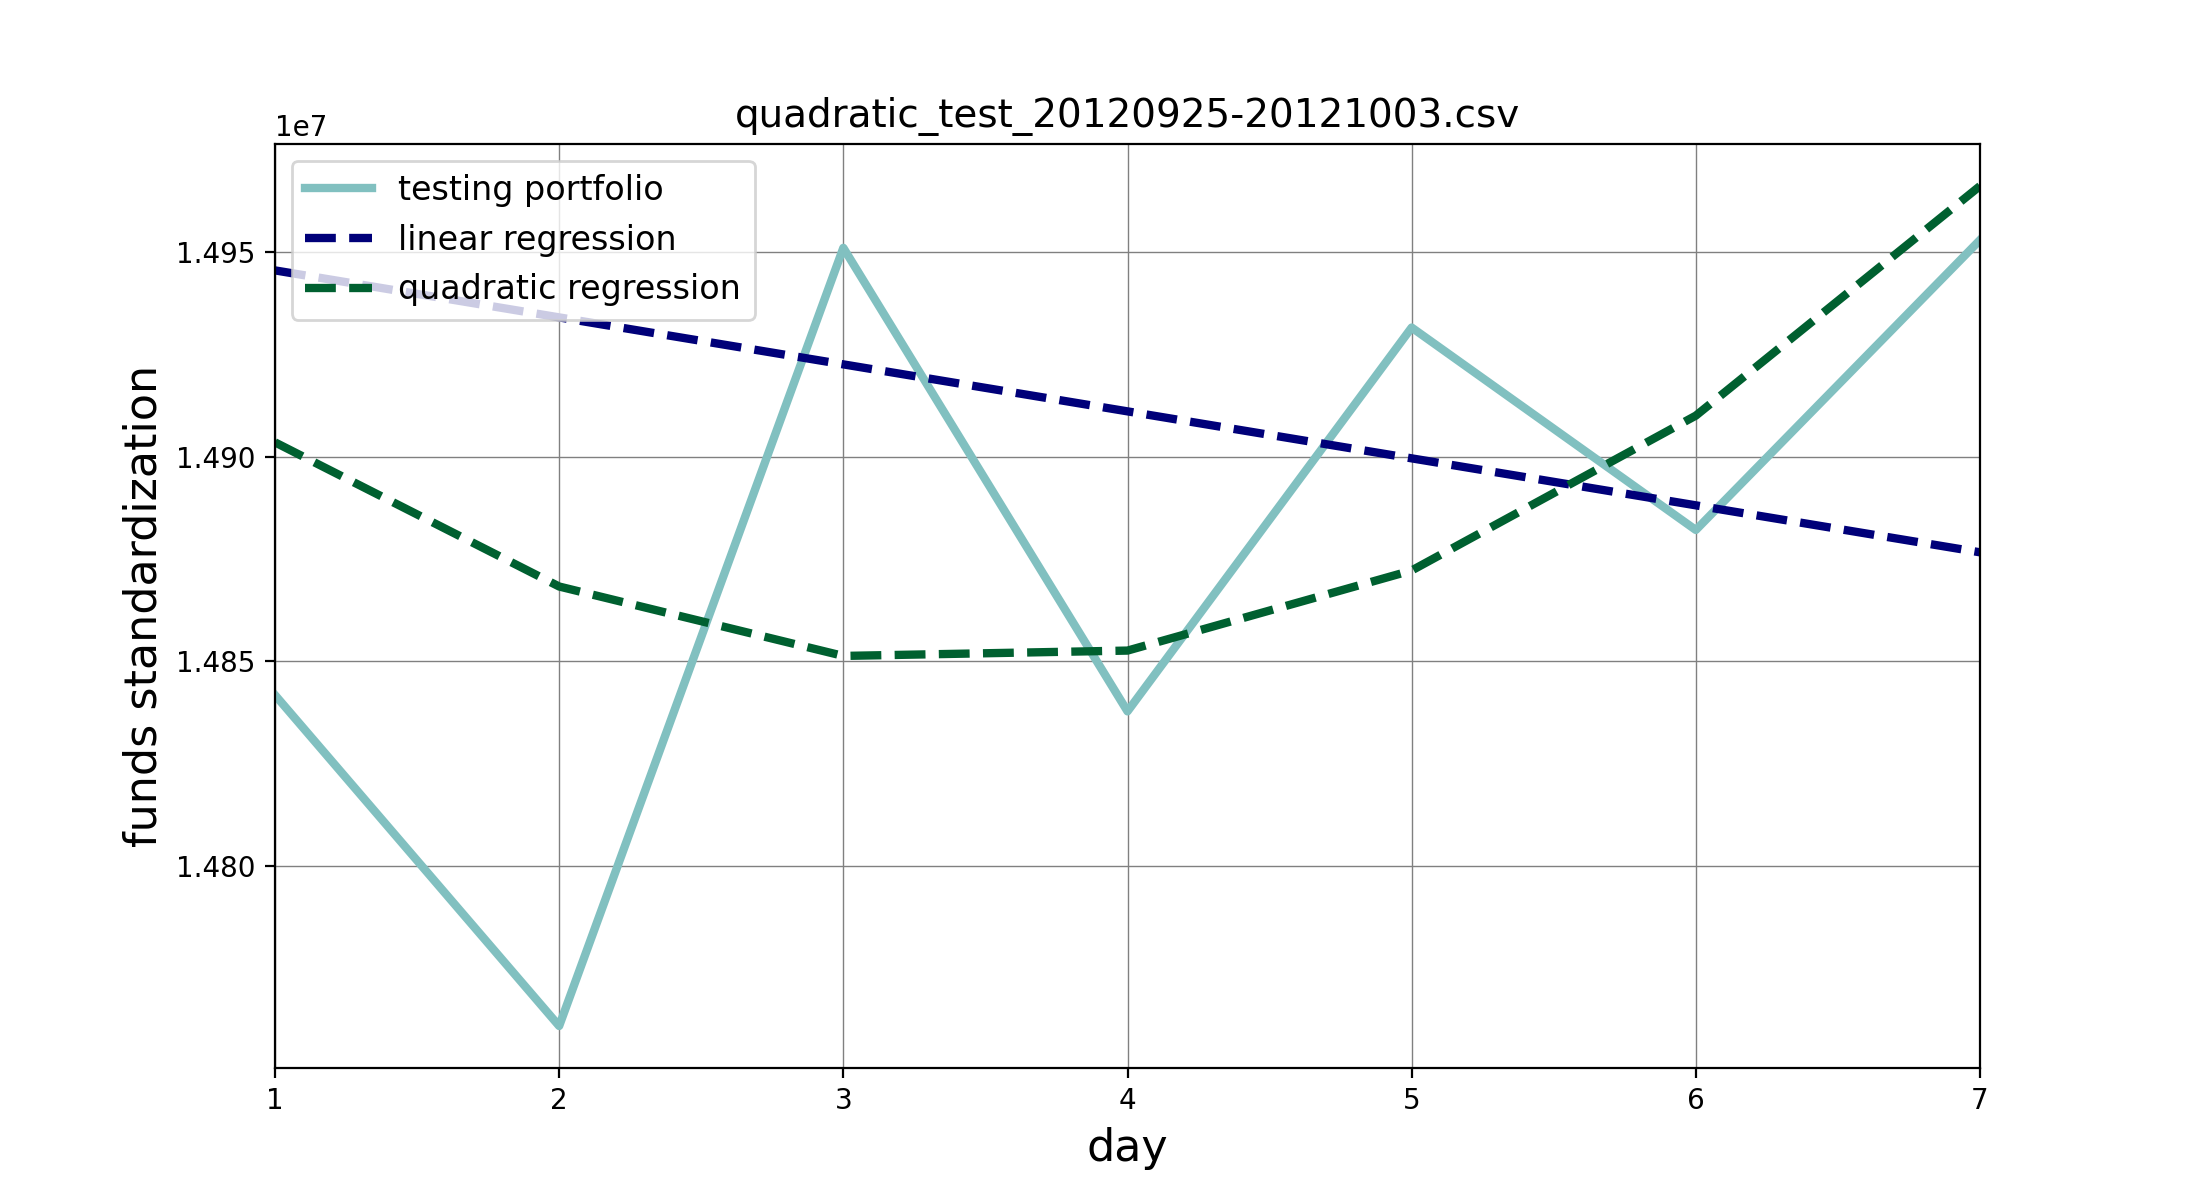 quadratic_test_20120925-20121003.csv
1e7
testing portfolio
linear regression
quadratic regression
1.495
1.490
1.485
1.480
funds standardization
1 2 3 4 5 6 7
day